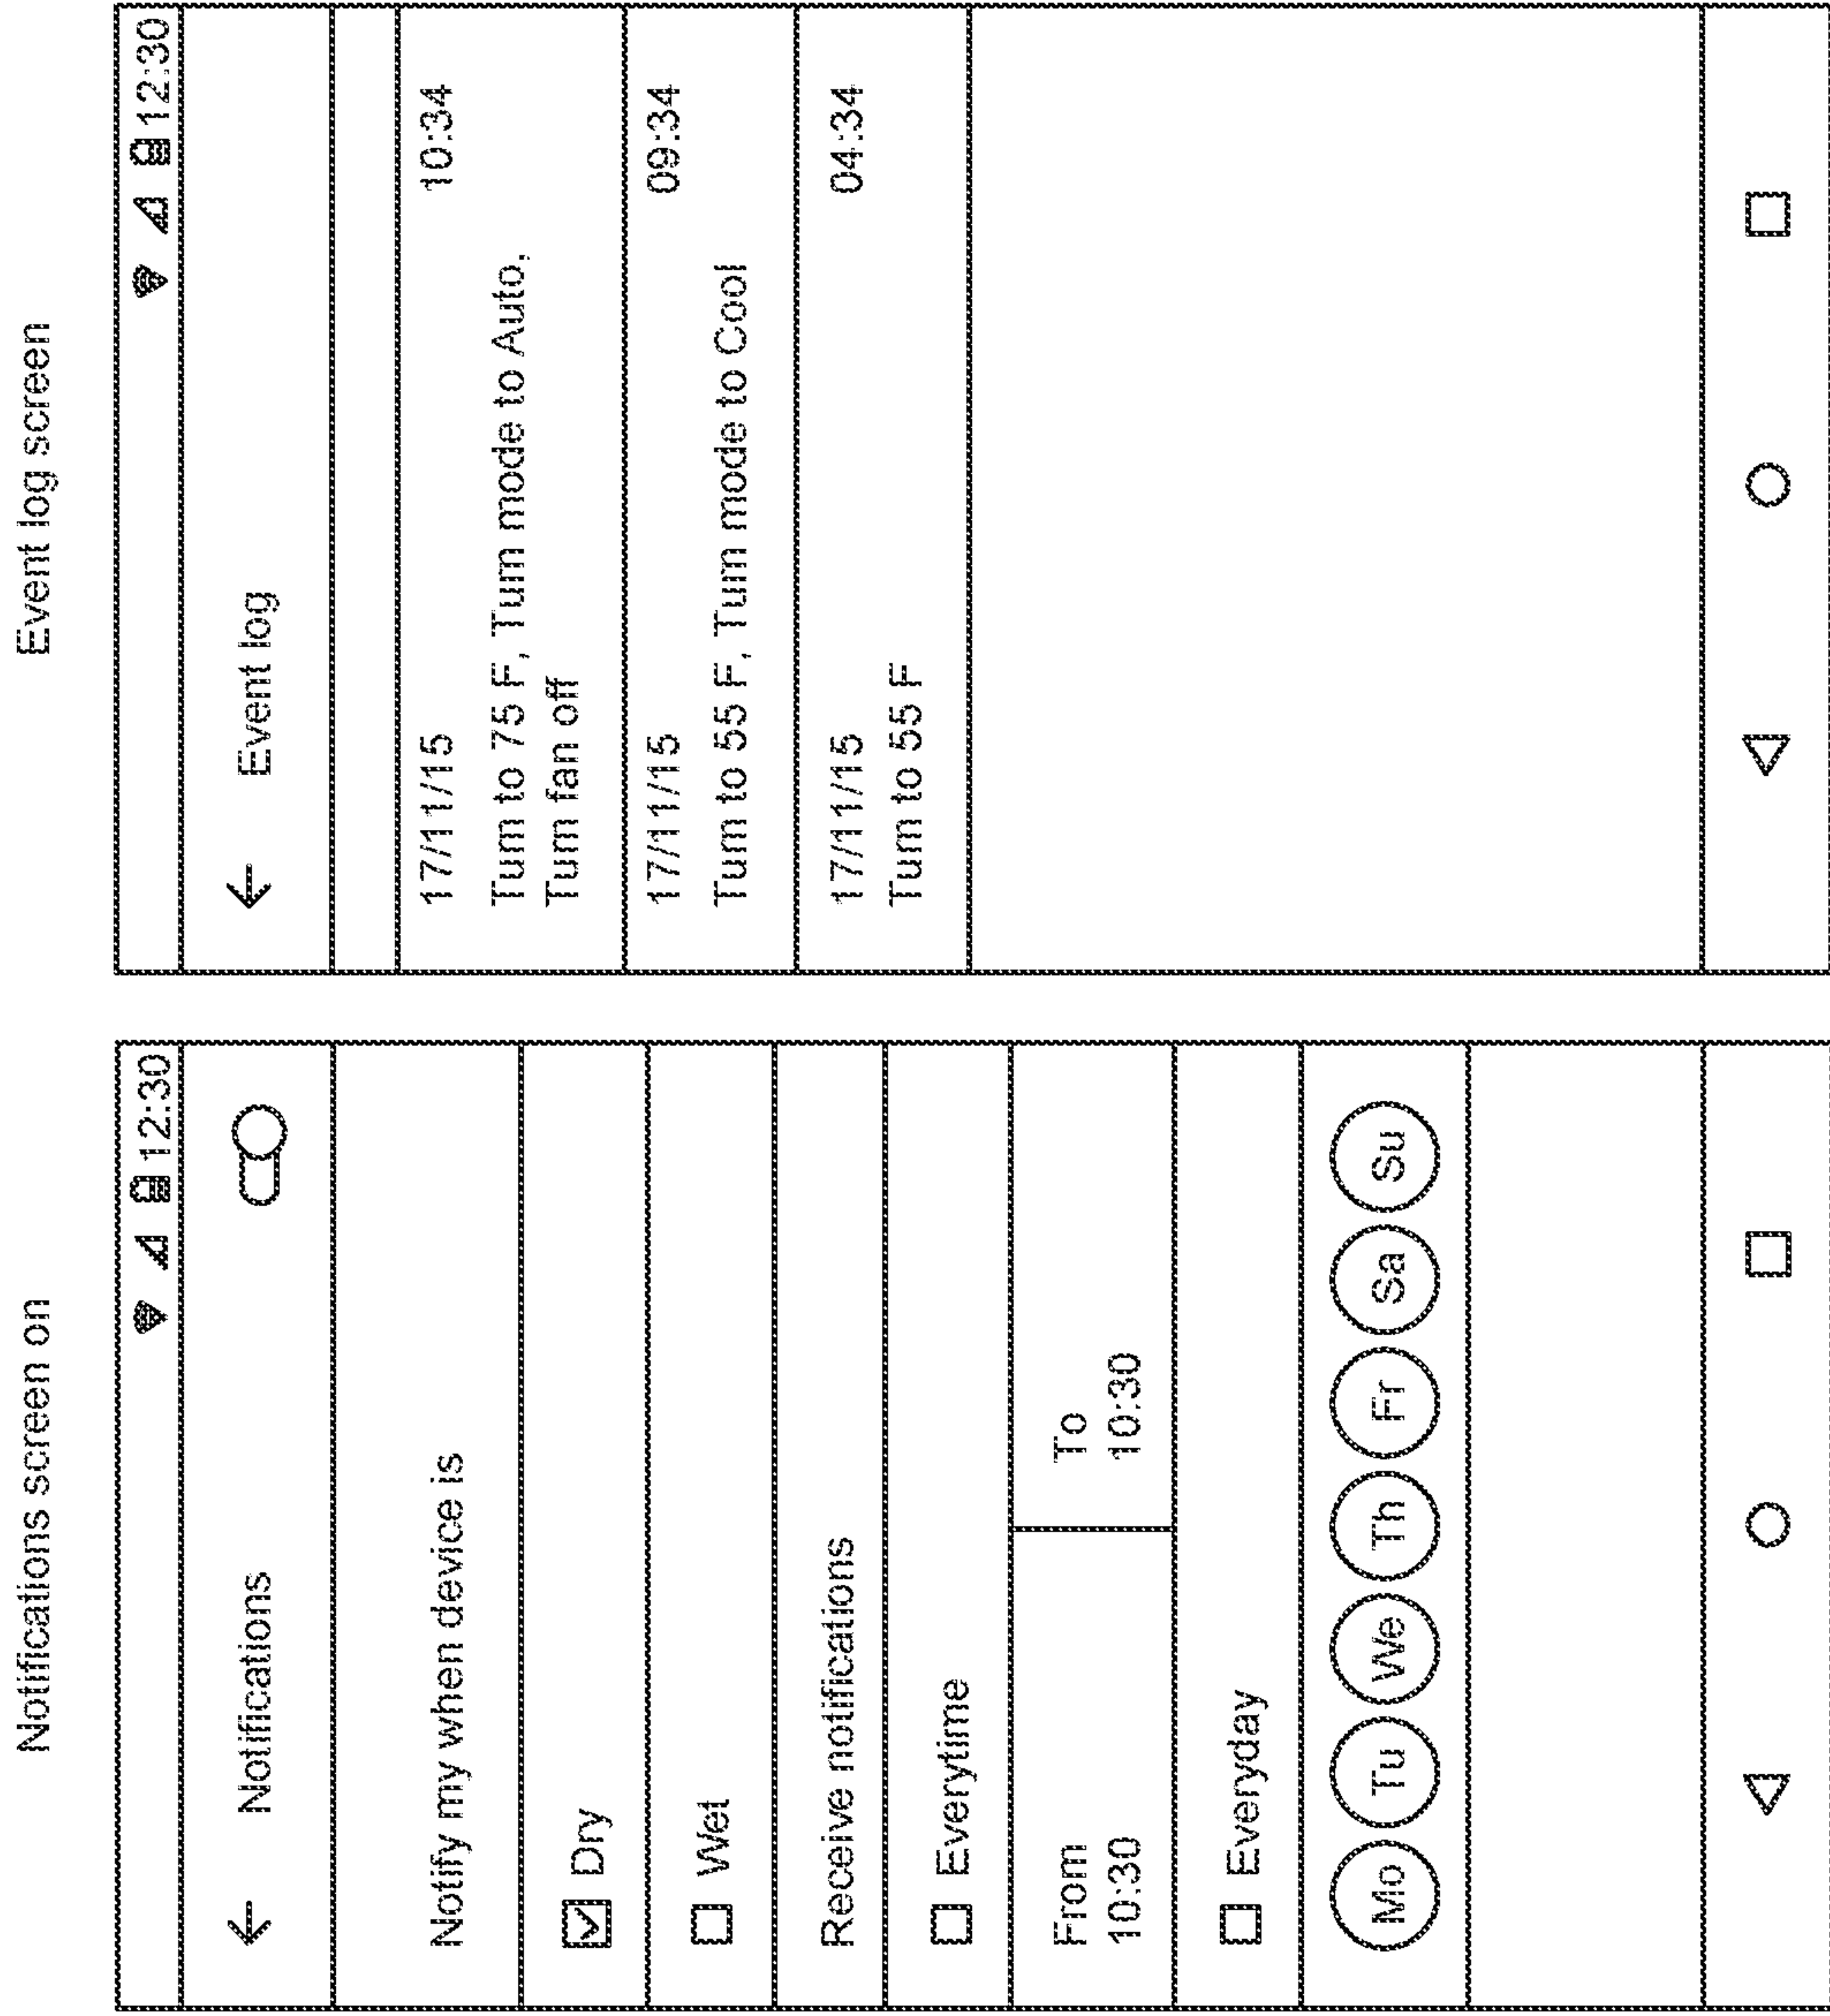 Notifications screen on
12:30
Notifications
Notify my when device is
Dry
Wet
Receive notifications
Everytime
From To
10:30 10:30
Everyday
Mo Tu We Th Fr Sa Su
Event log screen
12:30
Event log
17/11/15 10:34
Turn to 75 F, Turn mode to Auto,
Turn fan off
17/11/15 09:34
Turn to 55 F, Turn mode to Cool
17/11/15 04:34
Turn to 55 F